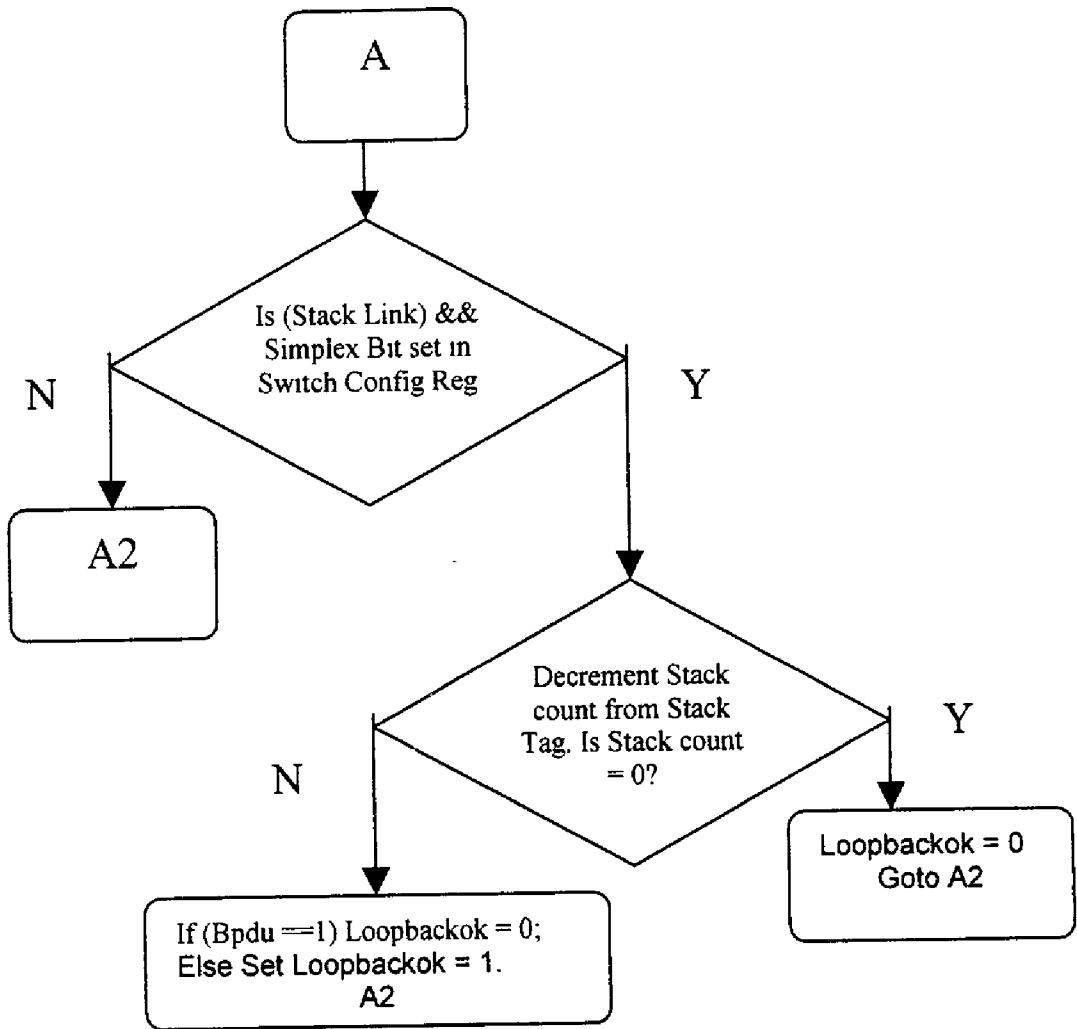 A
Is (Stack Link) &&
Simplex Bit set in
Switch Config Reg
N
Y
A2
Decrement Stack
count from Stack
Tag. Is Stack count
= 0?
N
Y
Loopbackok = 0
Goto A2
If (Bpdu ==1) Loopbackok = 0;
Else Set Loopbackok = 1.
A2